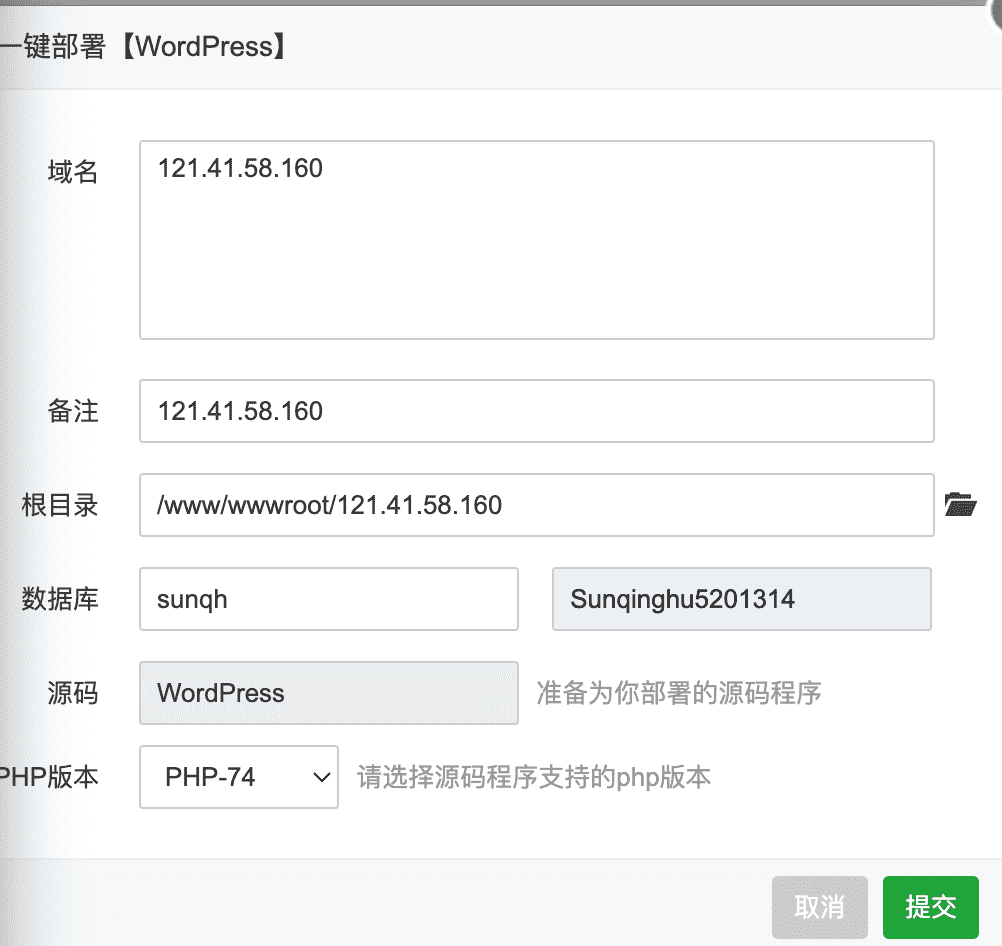 一键部署【WordPress】
域名 121.41.58.160
备注 121.41.58.160
根目录 /www/wwwroot/121.41.58.160
数据库 sunqh Sunqinghu5201314
源码 WordPress 准备为你部署的源码程序
PHP版本 PHP-74 请选择源码程序支持的php版本
取消 提交